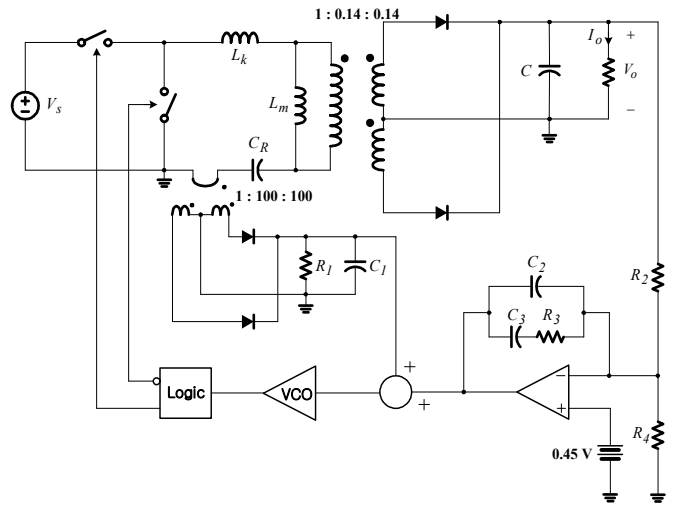 1 : 0.14 : 0.14
I_o
+
L_k
C
V_o
V_s
L_m
−
C_R
1 : 100 : 100
R_1
C_1
C_2
R_2
C_3
R_3
+
+
−
+
Logic
VCO
R_4
0.45 V